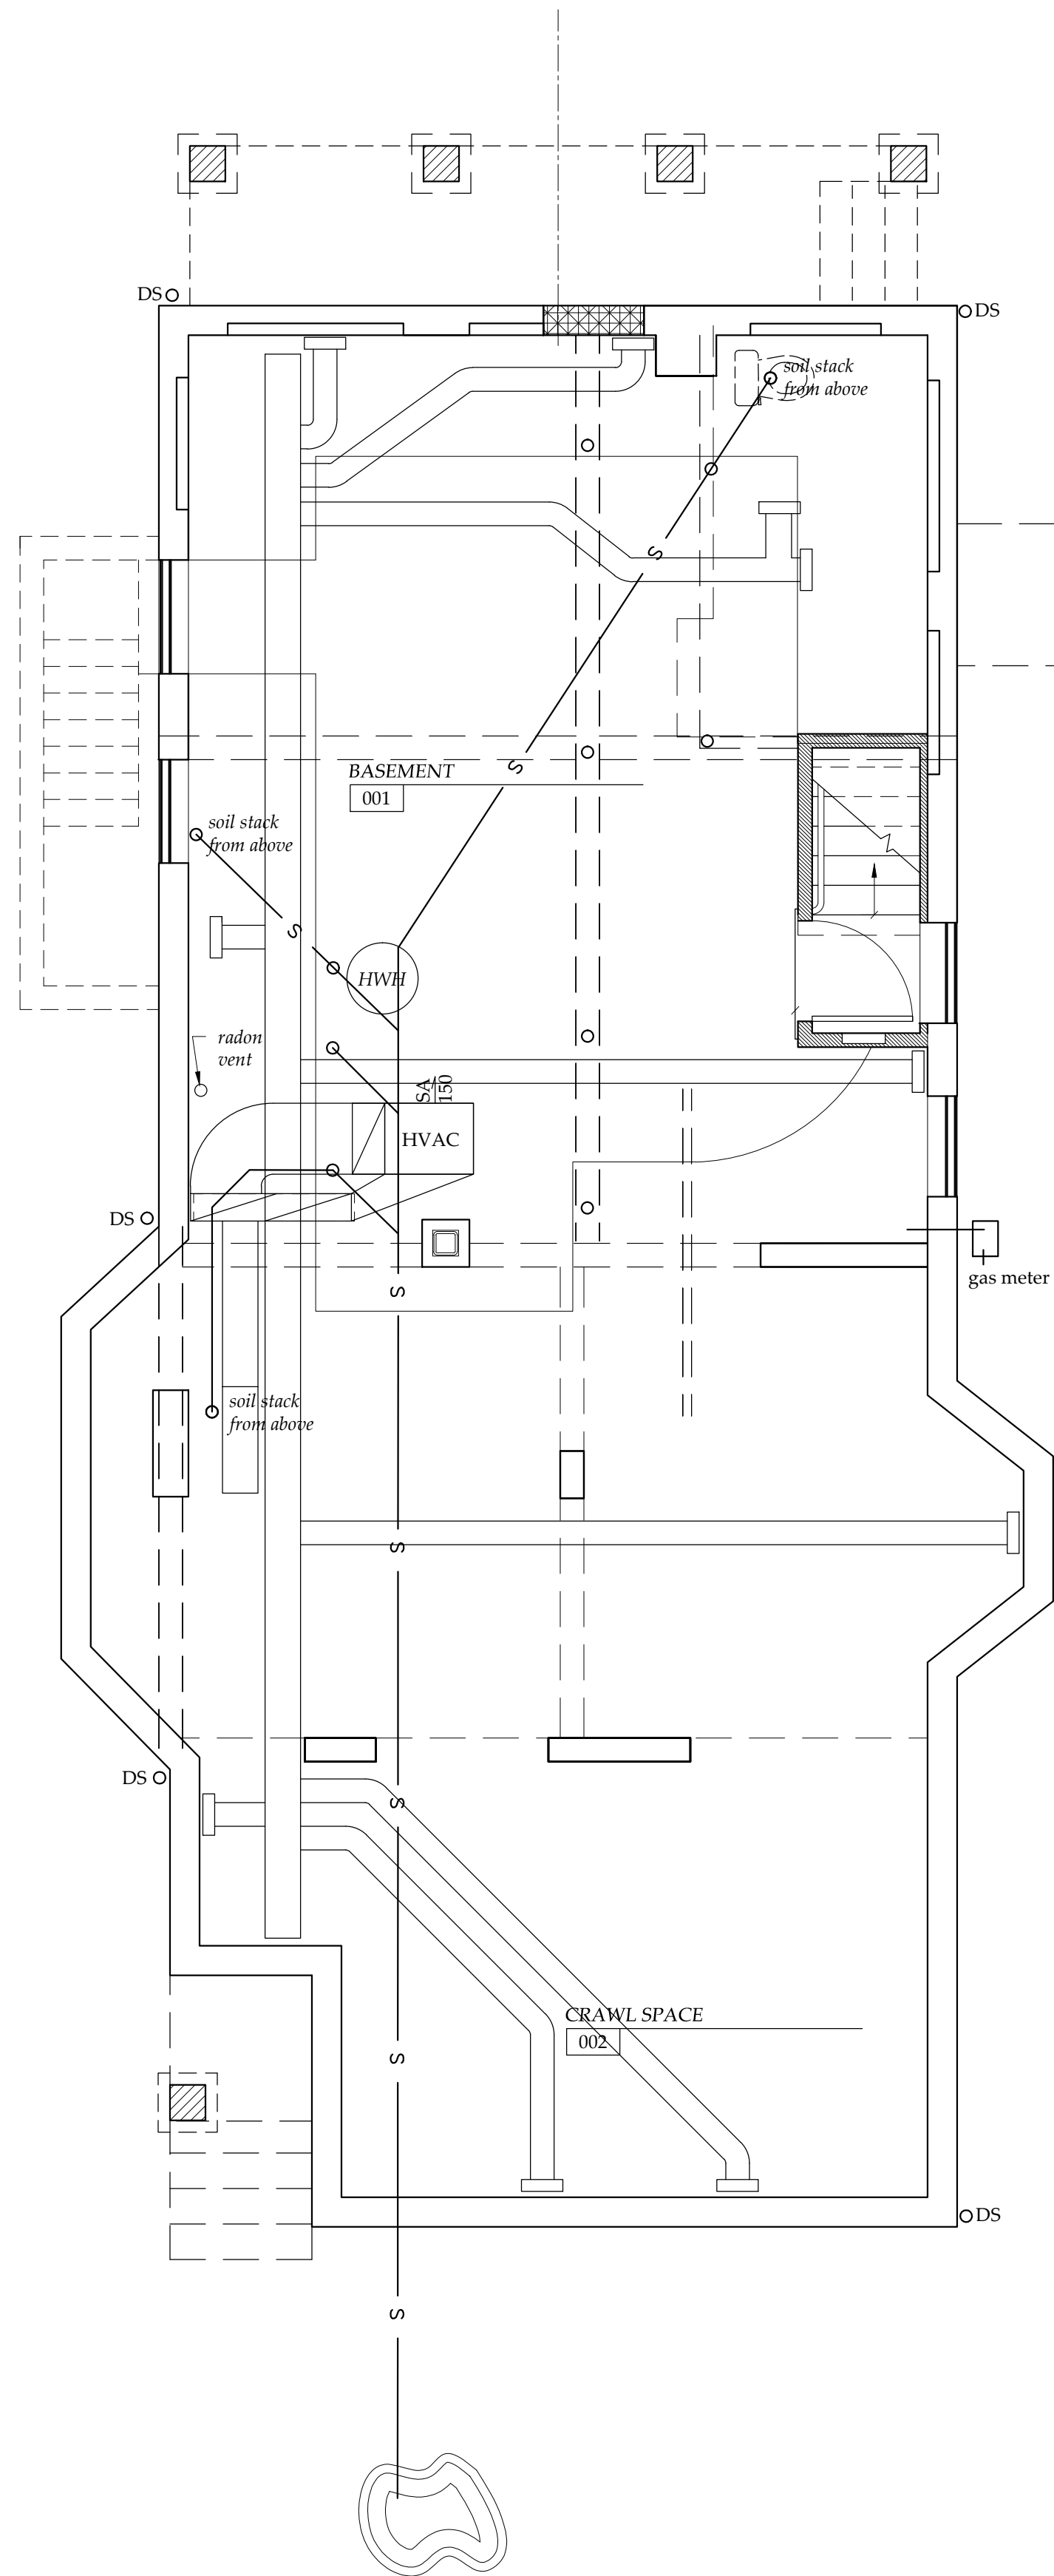 DS
DS
soil stack
from above
S
S
BASEMENT
001
soil stack
from above
S
HWH
radon
vent
SA
150
HVAC
DS
gas meter
S
soil stack
from above
S
DS
S
CRAWL SPACE
002
S
DS
S